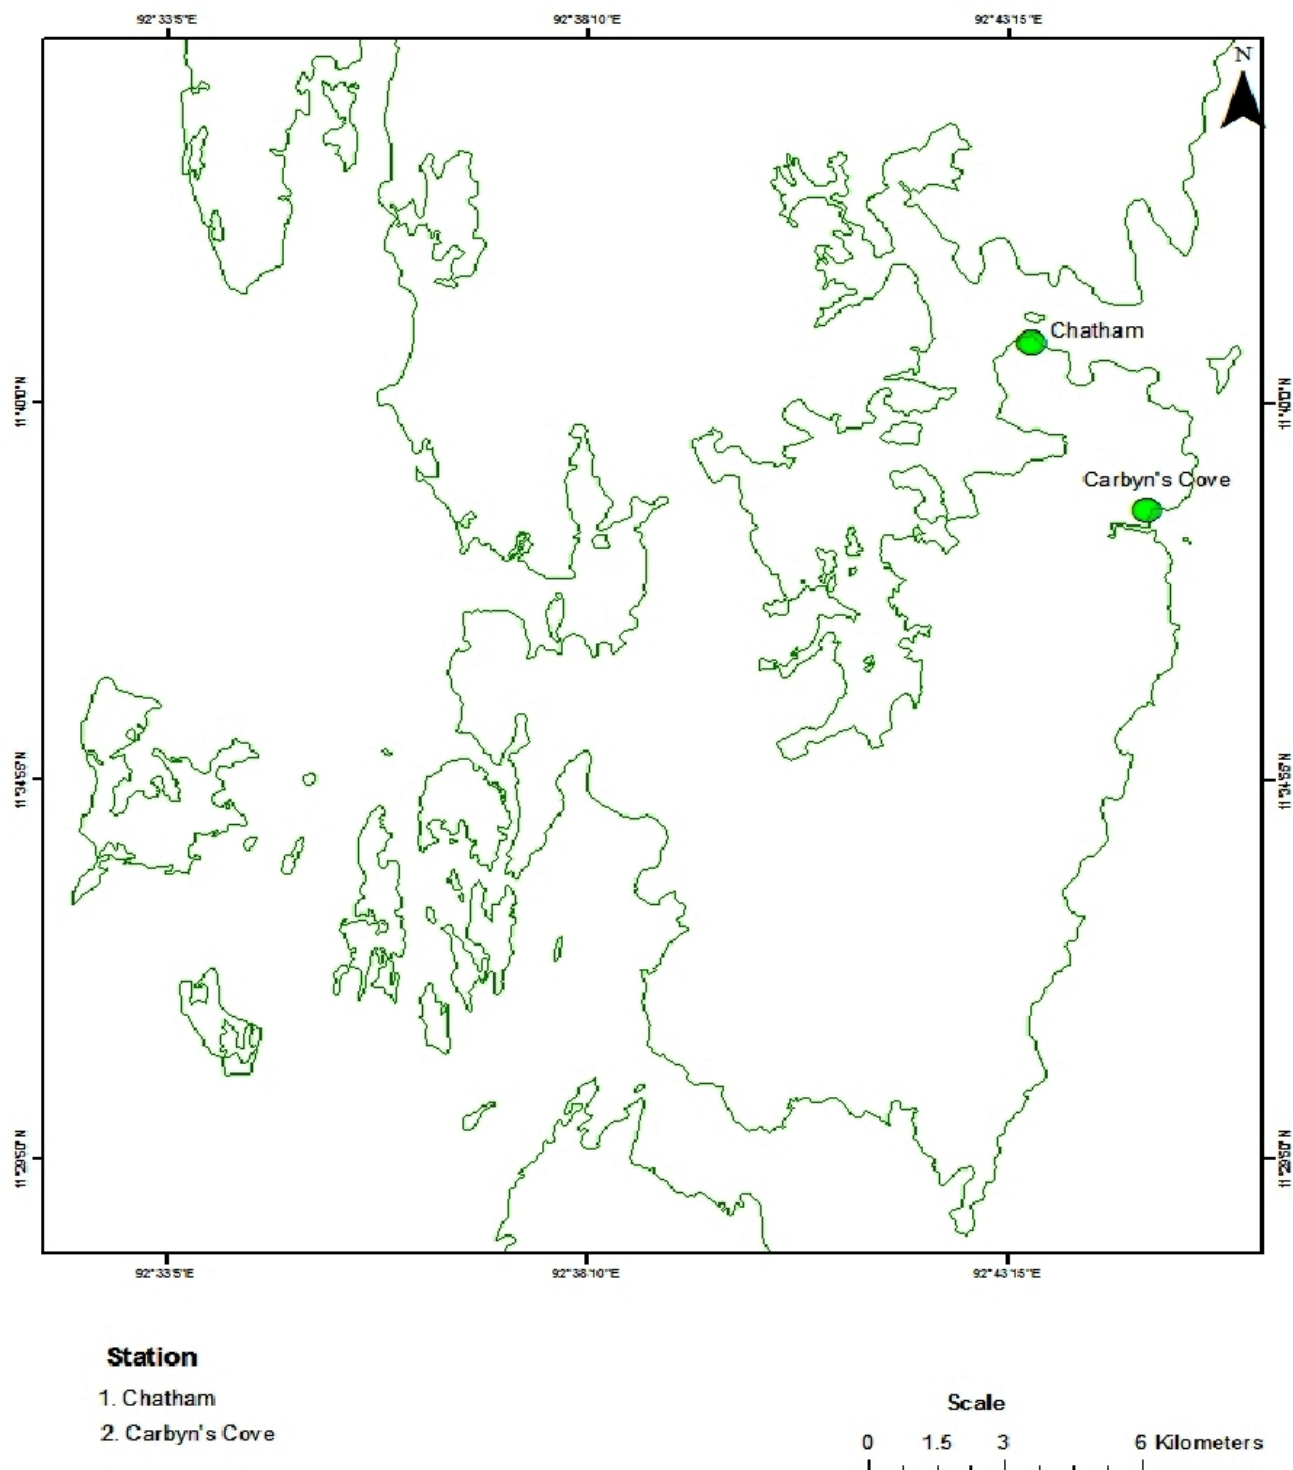 92°33'5"E 92°38'10"E 92°43'15"E
N
Chatham
11°40'0"N 11°40'0"N
Carbyn's Cove
11°34'55"N 11°34'55"N
11°29'50"N 11°29'50"N
92°33'5"E 92°38'10"E 92°43'15"E
Station
1. Chatham
2. Carbyn's Cove
Scale
0 1.5 3 6 Kilometers